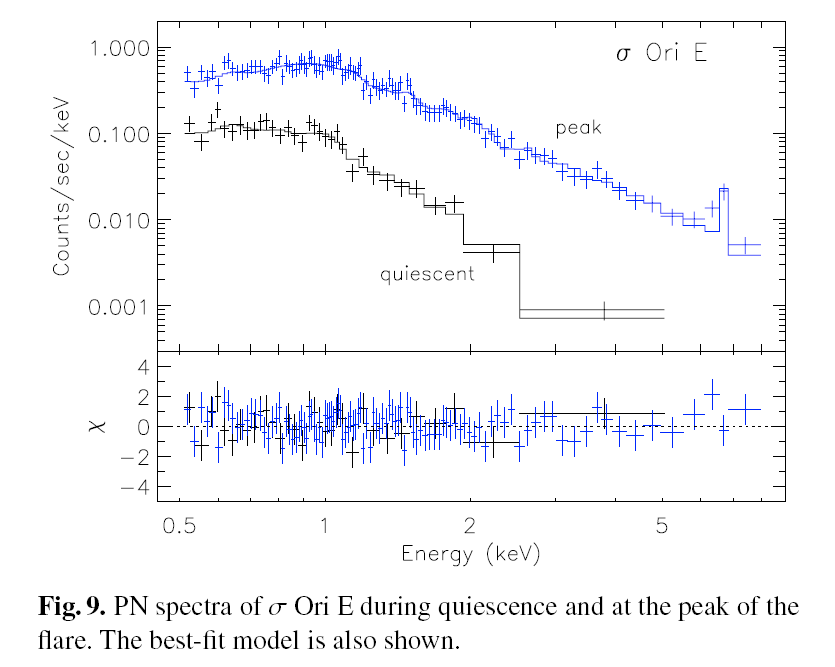 σ Ori E
1.000
0.100
0.010
0.001
Counts/sec/keV
peak
quiescent
4
2
0
−2
−4
χ
0.5 1 2 5
Energy (keV)
Fig. 9. PN spectra of σ Ori E during quiescence and at the peak of the
flare. The best-fit model is also shown.